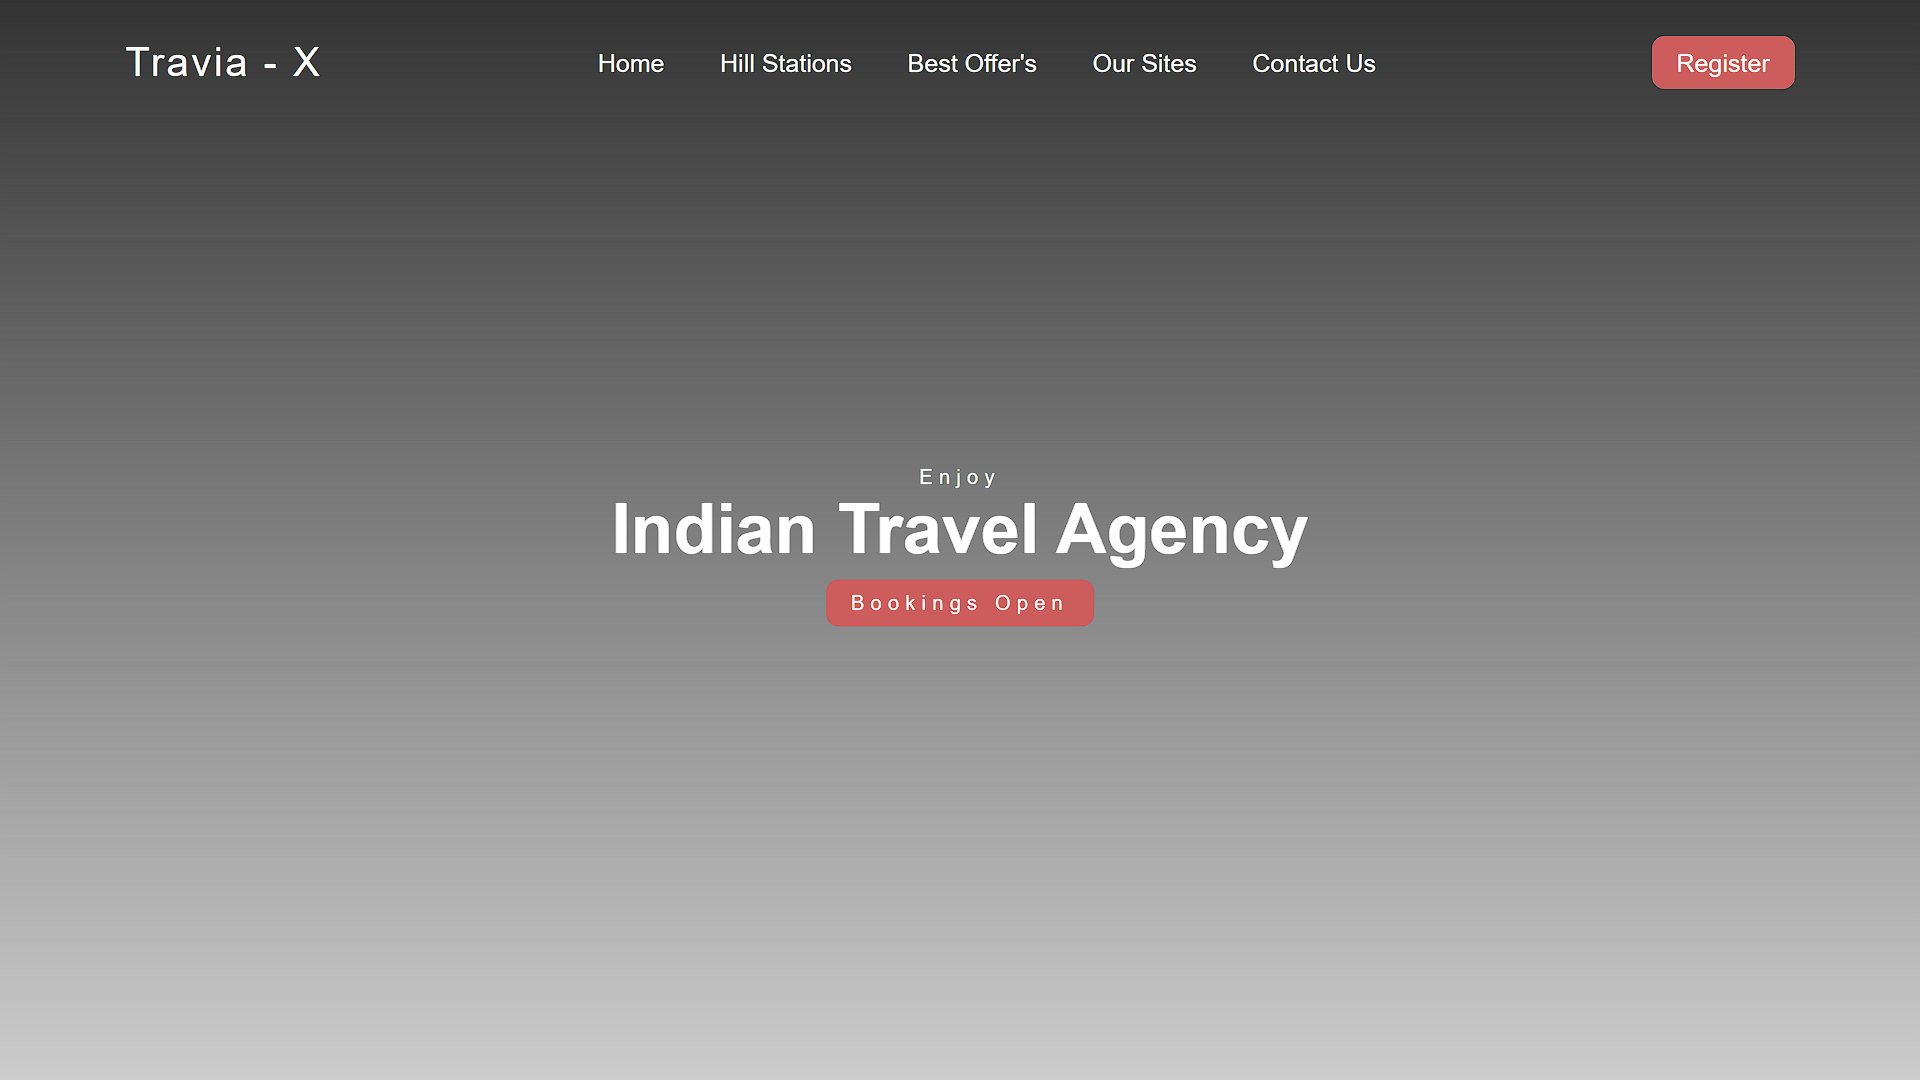 Travia - X
Home Hill Stations Best Offer's Our Sites Contact Us
Register
Enjoy
Indian Travel Agency
Bookings Open